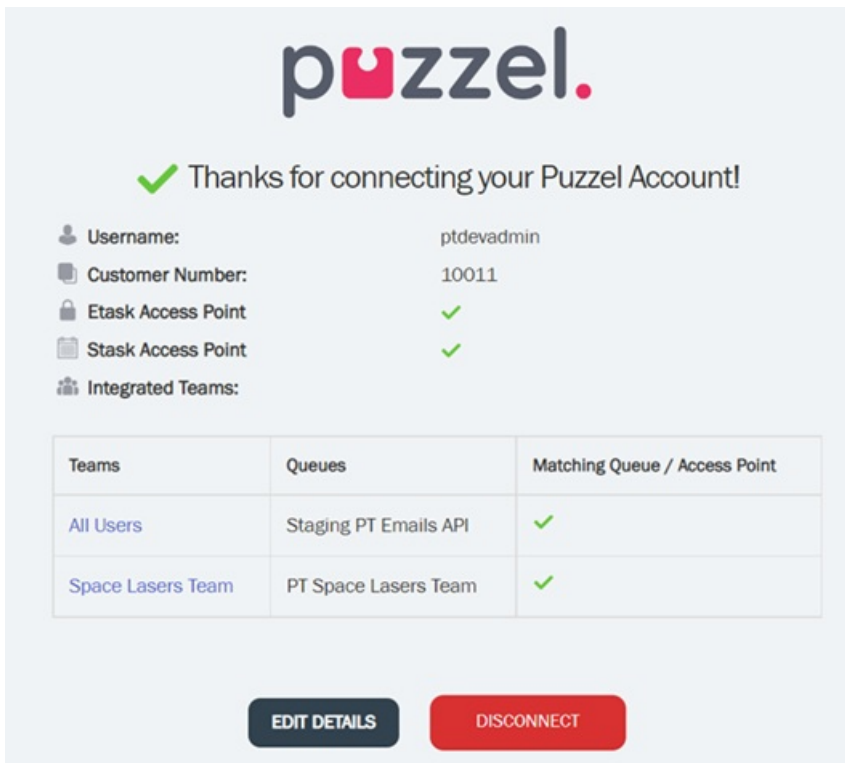 puzzel.
Thanks for connecting your Puzzel Account!
Username: ptdevadmin
Customer Number: 10011
Etask Access Point
Stask Access Point
Integrated Teams:
Teams Queues Matching Queue / Access Point
All Users Staging PT Emails API
Space Lasers Team PT Space Lasers Team
EDIT DETAILS DISCONNECT